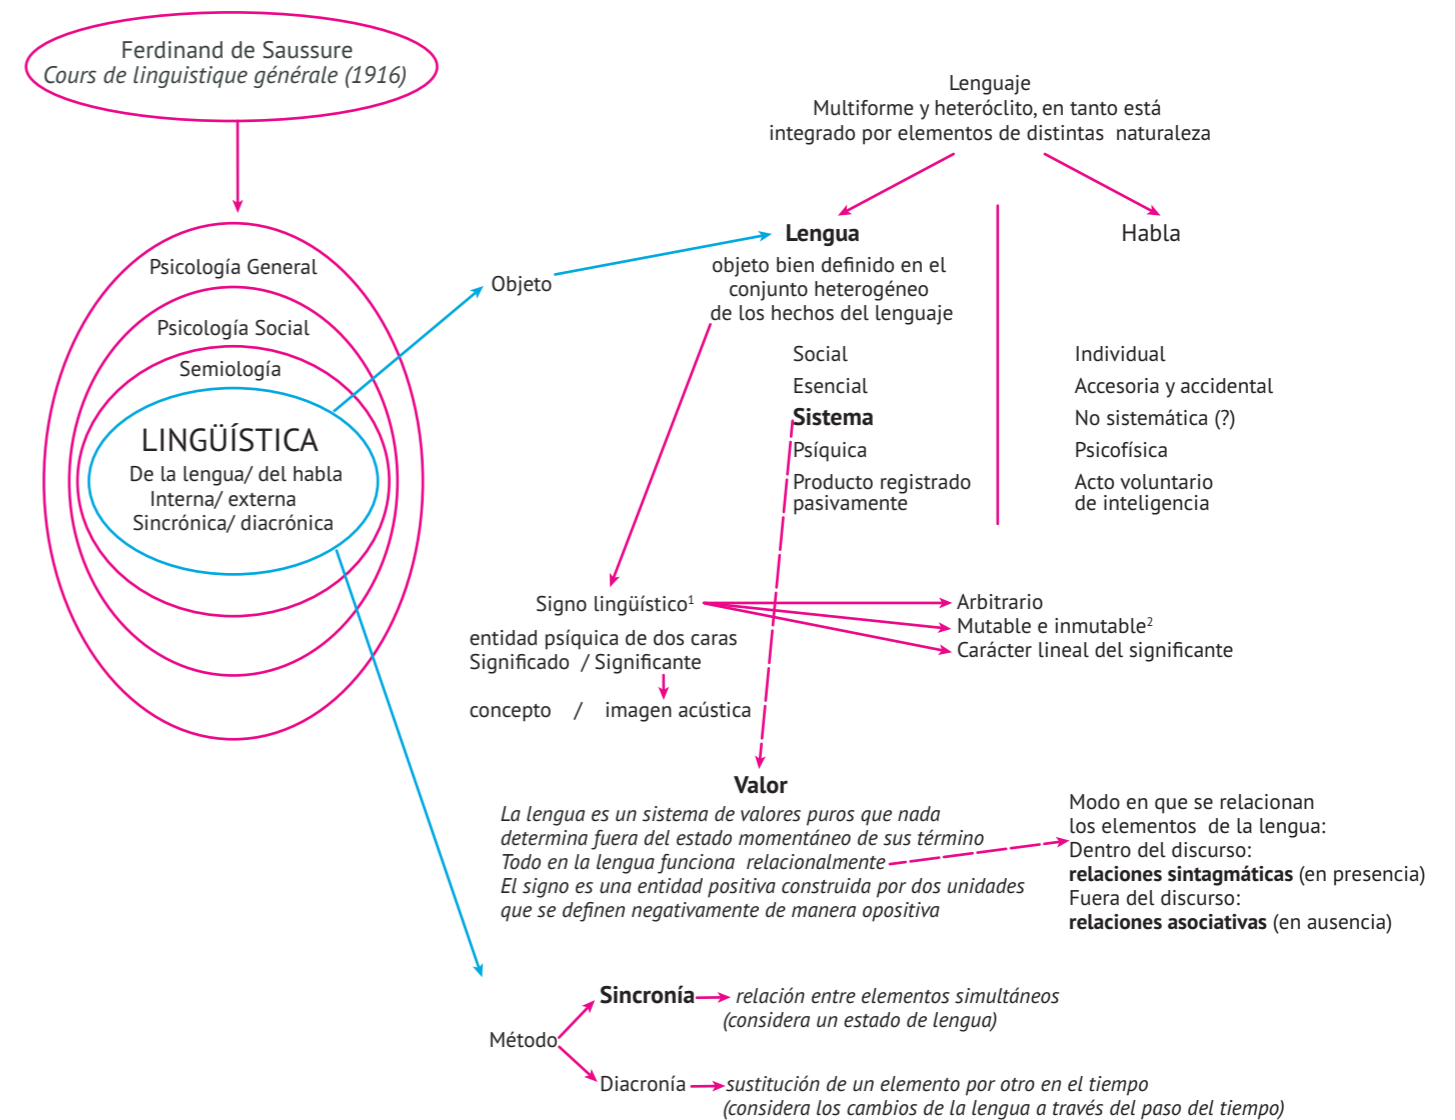 Ferdinand de Saussure
Cours de linguistique générale (1916)
Psicología General
Psicología Social
Semiología
LINGÜÍSTICA
De la lengua/ del habla
Interna/ externa
Sincrónica/ diacrónica
Objeto
Lenguaje
Multiforme y heteróclito, en tanto está
integrado por elementos de distintas naturaleza
Lengua
objeto bien definido en el
conjunto heterogéneo
de los hechos del lenguaje
Social
Esencial
Sistema
Psíquica
Producto registrado
pasivamente
Habla
Individual
Accesoria y accidental
No sistemática (?)
Psicofísica
Acto voluntario
de inteligencia
Signo lingüístico¹
entidad psíquica de dos caras
Significado / Significante
concepto / imagen acústica
Arbitrario
Mutable e inmutable²
Carácter lineal del significante
Valor
La lengua es un sistema de valores puros que nada
determina fuera del estado momentáneo de sus término
Todo en la lengua funciona relacionalmente
El signo es una entidad positiva construida por dos unidades
que se definen negativamente de manera opositiva
Modo en que se relacionan
los elementos de la lengua:
Dentro del discurso:
relaciones sintagmáticas (en presencia)
Fuera del discurso:
relaciones asociativas (en ausencia)
Método
Sincronía
relación entre elementos simultáneos
(considera un estado de lengua)
Diacronía
sustitución de un elemento por otro en el tiempo
(considera los cambios de la lengua a través del paso del tiempo)